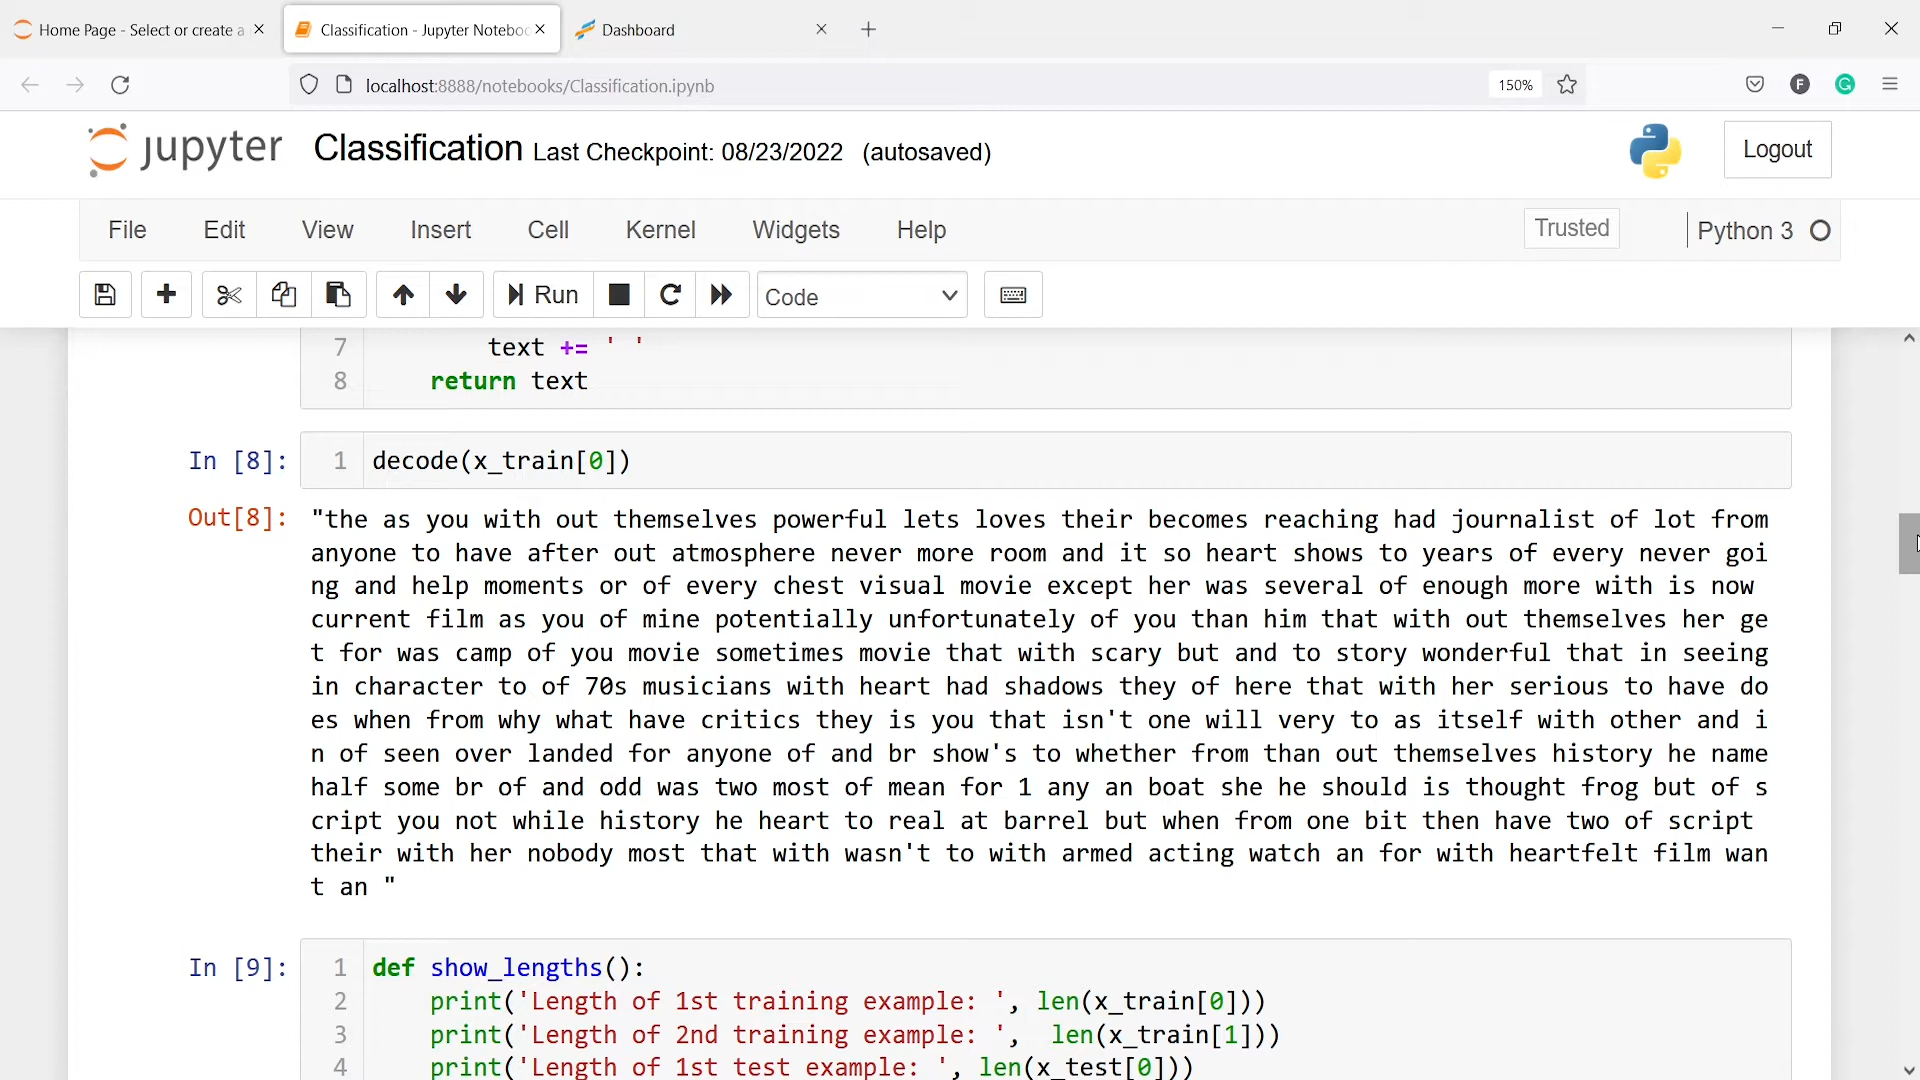 Home Page - Select or create a
Classification - Jupyter Noteboo
Dashboard
localhost:8888/notebooks/Classification.ipynb
150%
F
G
jupyter Classification Last Checkpoint: 08/23/2022 (autosaved)
Logout
File Edit View Insert Cell Kernel Widgets Help
Trusted
Python 3
Run
Code
7 text += ' '
8 return text
In [8]: 1 decode(x_train[0])
Out[8]: "the as you with out themselves powerful lets loves their becomes reaching had journalist of lot from
anyone to have after out atmosphere never more room and it so heart shows to years of every never goi
ng and help moments or of every chest visual movie except her was several of enough more with is now
current film as you of mine potentially unfortunately of you than him that with out themselves her ge
t for was camp of you movie sometimes movie that with scary but and to story wonderful that in seeing
in character to of 70s musicians with heart had shadows they of here that with her serious to have do
es when from why what have critics they is you that isn't one will very to as itself with other and i
n of seen over landed for anyone of and br show's to whether from than out themselves history he name
half some br of and odd was two most of mean for 1 any an boat she he should is thought frog but of s
cript you not while history he heart to real at barrel but when from one bit then have two of script
their with her nobody most that with wasn't to with armed acting watch an for with heartfelt film wan
t an "
In [9]: 1 def show_lengths():
2 print('Length of 1st training example: ', len(x_train[0]))
3 print('Length of 2nd training example: ',  len(x_train[1]))
4 print('Length of 1st test example: ', len(x_test[0]))